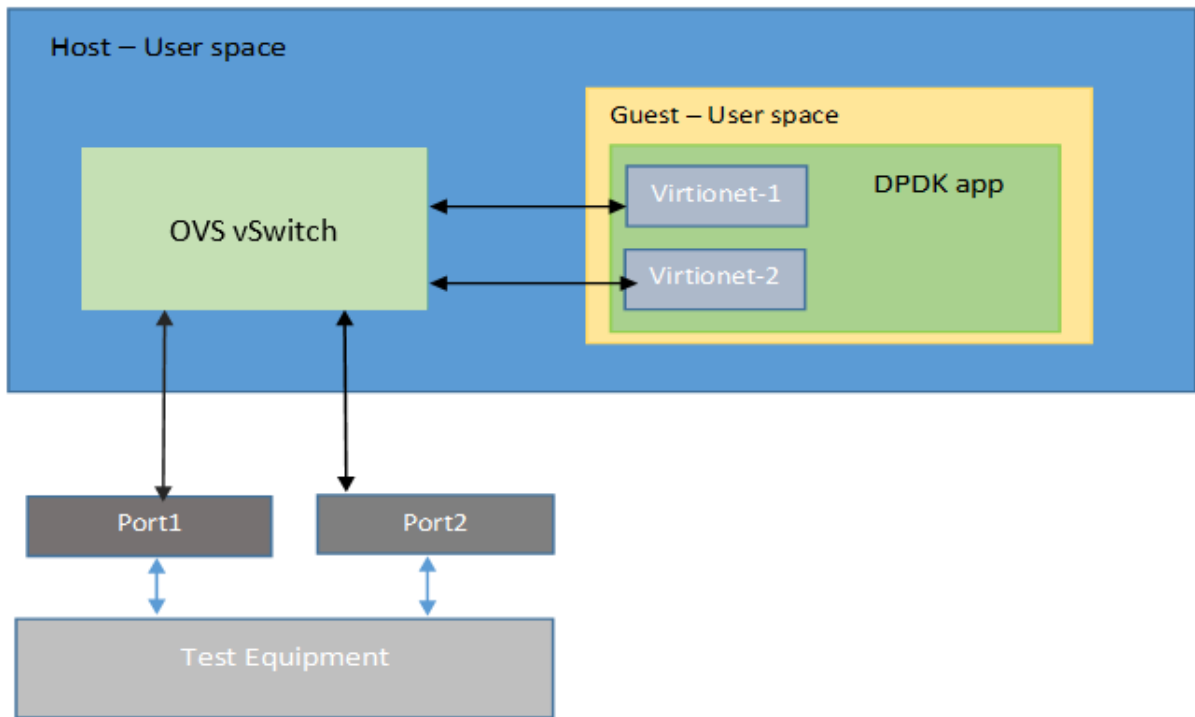 Host – User space
Guest – User space
OVS vSwitch
Virtionet-1
DPDK app
Virtionet-2
Port1
Port2
Test Equipment